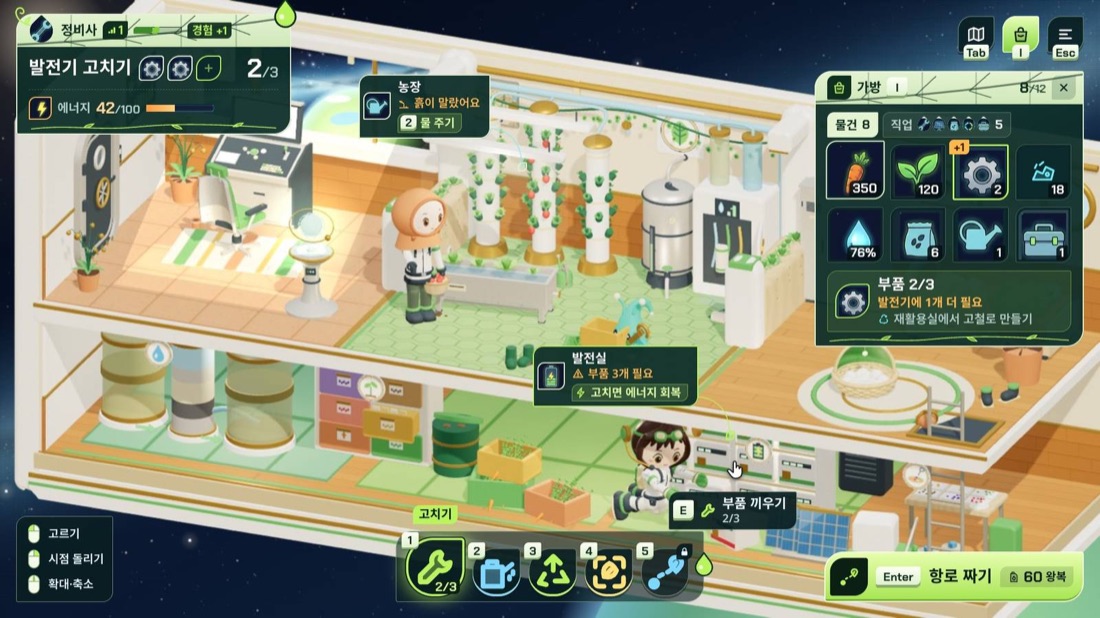 정비사 1 경험 +1
발전기 고치기 + 2/3
에너지 42/100
농장
흙이 말랐어요
2 물 주기
Tab I Esc
가방 I 8/12 ×
물건 8 직업 5
350 120 +1 2 18
76% 6 1 1
부품 2/3
발전기에 1개 더 필요
재활용실에서 고철로 만들기
발전실
부품 3개 필요
고치면 에너지 회복
E 부품 끼우기
2/3
고치기
1 2/3 2 3 4 5
고르기
시점 돌리기
확대·축소
Enter 항로 짜기 60 왕복